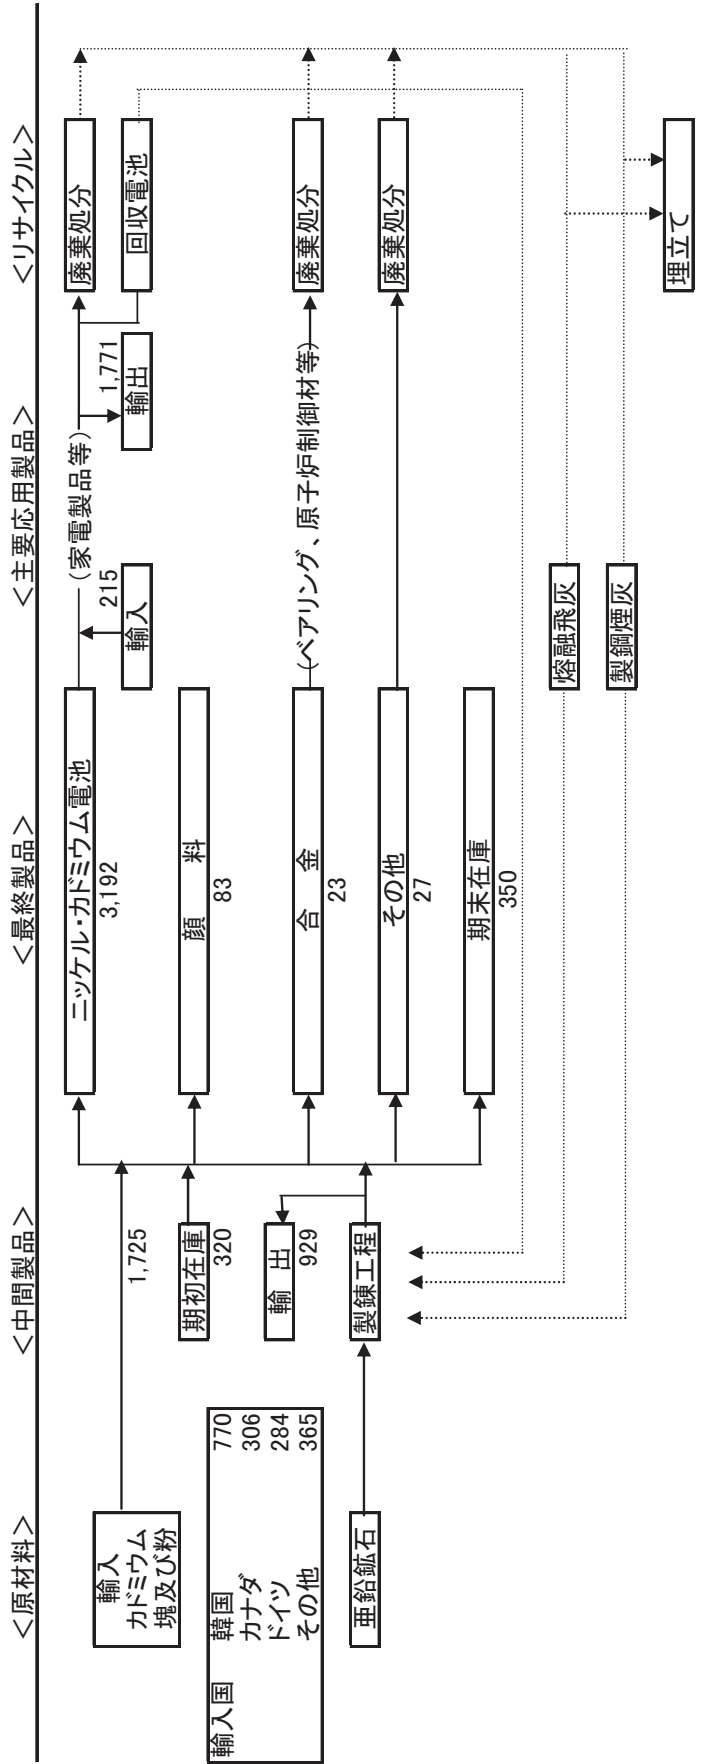 <原材料>
<中間製品>
<最終製品>
<主要応用製品>
<リサイクル>
輸入
カドミウム
塊及び粉
1,725
輸入国 韓国 770
カナダ 306
ドイツ 284
その他 365
亜鉛鉱石
期初在庫
320
輸 出
929
製錬工程
ニッケル・カドミウム電池
3,192
顔 料
83
合 金
23
その他
27
期末在庫
350
輸入
215
(家電製品等)
1,771
輸出
(ベアリング、原子炉制御材等)
熔融飛灰
製鋼煙灰
廃棄処分
回収電池
廃棄処分
廃棄処分
埋立て